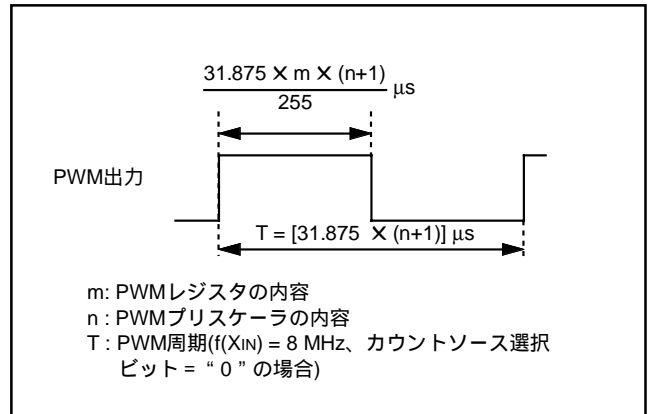 31.875 × m × (n+1)
255
μs
PWM出力
T = [31.875 × (n+1)] μs
m: PWMレジスタの内容
n : PWMプリスケーラの内容
T : PWM周期(f(XIN) = 8 MHz、カウントソース選択
ビット = “ 0 ” の場合)